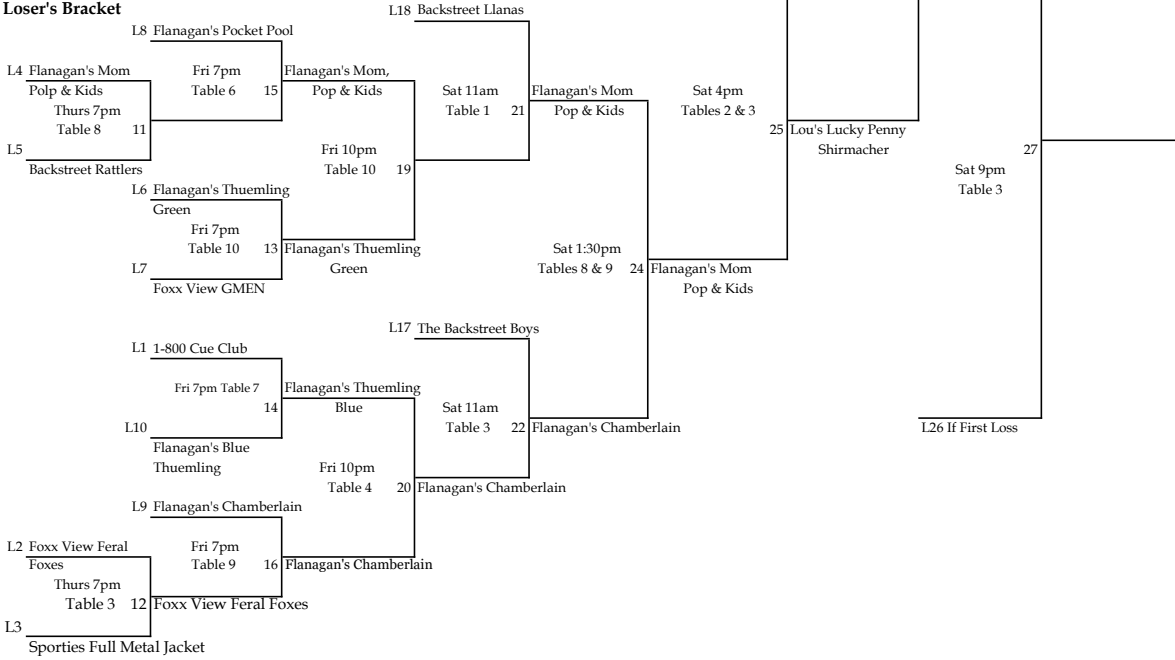 Loser's Bracket
L18 Backstreet Llanas
L8 Flanagan's Pocket Pool
L4 Flanagan's Mom
Polp & Kids
Thurs 7pm
Table 8 11
L5
Backstreet Rattlers
Fri 7pm
Table 6 15
Flanagan's Mom,
Pop & Kids
Sat 11am
Table 1 21
Flanagan's Mom
Pop & Kids
Sat 4pm
Tables 2 & 3
25 Lou's Lucky Penny
Shirmacher
27
Sat 9pm
Table 3
Fri 10pm
Table 10 19
L6 Flanagan's Thuemling
Green
Fri 7pm
Table 10 13 Flanagan's Thuemling
Green
L7
Foxx View GMEN
Sat 1:30pm
Tables 8 & 9 24 Flanagan's Mom
Pop & Kids
L17 The Backstreet Boys
L1 1-800 Cue Club
Fri 7pm Table 7
14
Flanagan's Thuemling
Blue
L10
Flanagan's Blue
Thuemling
Sat 11am
Table 3 22 Flanagan's Chamberlain
L26 If First Loss
Fri 10pm
Table 4 20 Flanagan's Chamberlain
L9 Flanagan's Chamberlain
L2 Foxx View Feral
Foxes
Fri 7pm
Table 9 16 Flanagan's Chamberlain
Thurs 7pm
Table 3 12 Foxx View Feral Foxes
L3
Sporties Full Metal Jacket